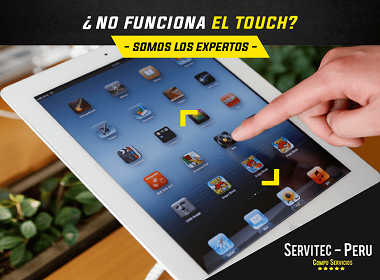 ¿NO FUNCIONA EL TOUCH?
- SOMOS LOS EXPERTOS -
SERVITEC - PERU
COMPU SERVICIOS